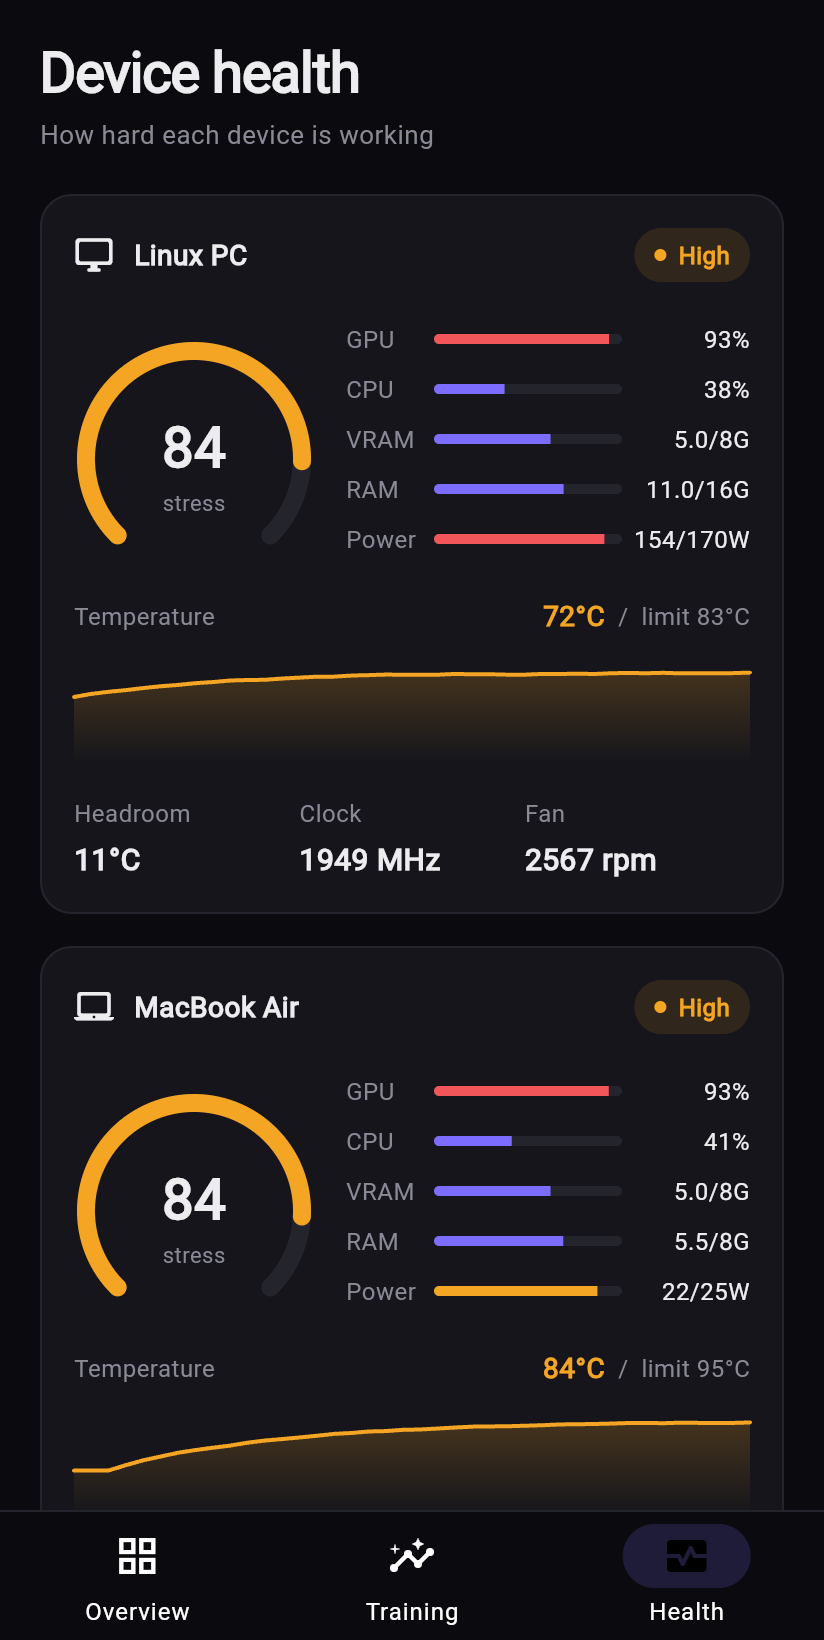 Device health
How hard each device is working
Linux PC
High
84
stress
GPU 93%
CPU 38%
VRAM 5.0/8G
RAM 11.0/16G
Power 154/170W
Temperature 72°C / limit 83°C
Headroom Clock Fan
11°C 1949 MHz 2567 rpm
MacBook Air
High
84
stress
GPU 93%
CPU 41%
VRAM 5.0/8G
RAM 5.5/8G
Power 22/25W
Temperature 84°C / limit 95°C
Overview Training Health